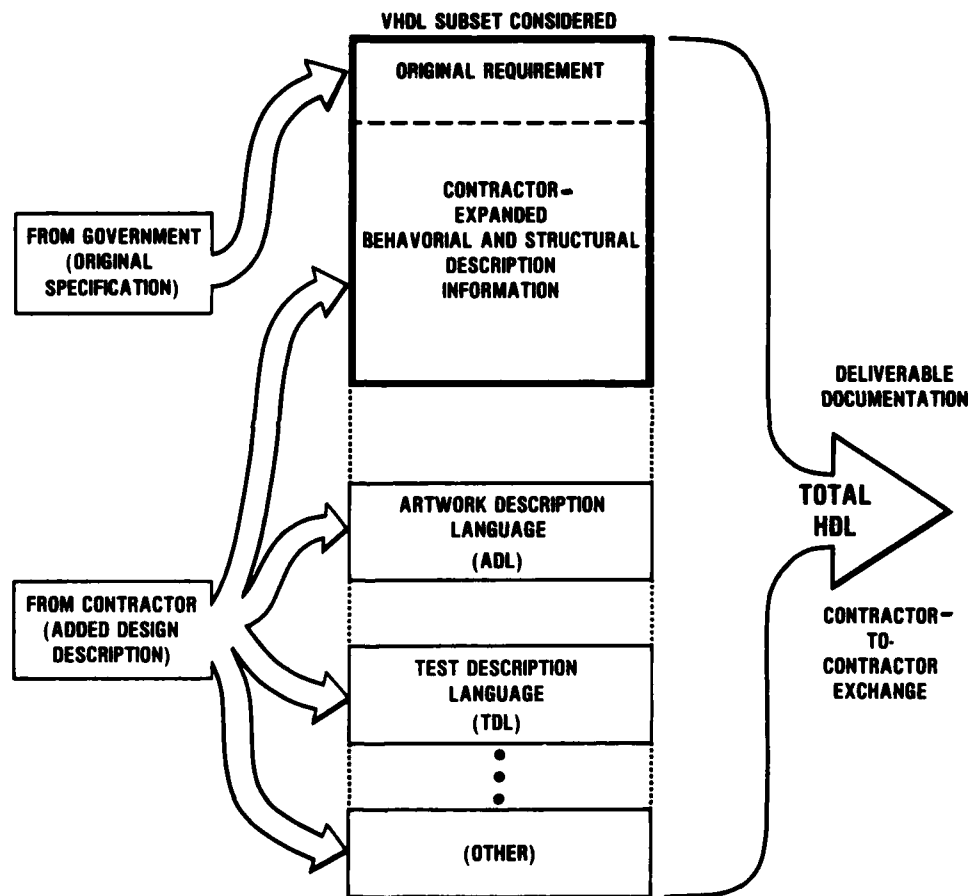 VHDL SUBSET CONSIDERED
ORIGINAL REQUIREMENT
CONTRACTOR-
EXPANDED
BEHAVORIAL AND STRUCTURAL
DESCRIPTION
INFORMATION
FROM GOVERNMENT
(ORIGINAL
SPECIFICATION)
ARTWORK DESCRIPTION
LANGUAGE
(ADL)
FROM CONTRACTOR
(ADDED DESIGN
DESCRIPTION)
TEST DESCRIPTION
LANGUAGE
(TDL)
(OTHER)
DELIVERABLE
DOCUMENTATION
TOTAL
HDL
CONTRACTOR-
TO-
CONTRACTOR
EXCHANGE